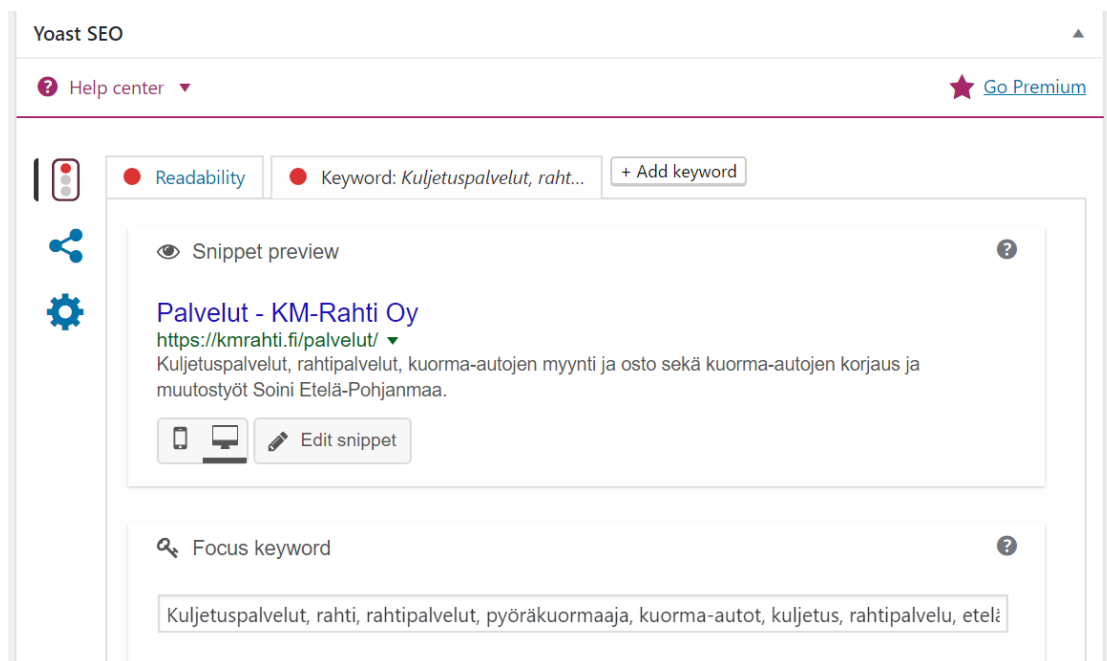 Yoast SEO
Help center
Go Premium
Readability
Keyword: Kuljetuspalvelut, raht...
+ Add keyword
Snippet preview
Palvelut - KM-Rahti Oy
https://kmrahti.fi/palvelut/
Kuljetuspalvelut, rahtipalvelut, kuorma-autojen myynti ja osto sekä kuorma-autojen korjaus ja
muutostyöt Soini Etelä-Pohjanmaa.
Edit snippet
Focus keyword
Kuljetuspalvelut, rahti, rahtipalvelut, pyöräkuormaaja, kuorma-autot, kuljetus, rahtipalvelu, etelä